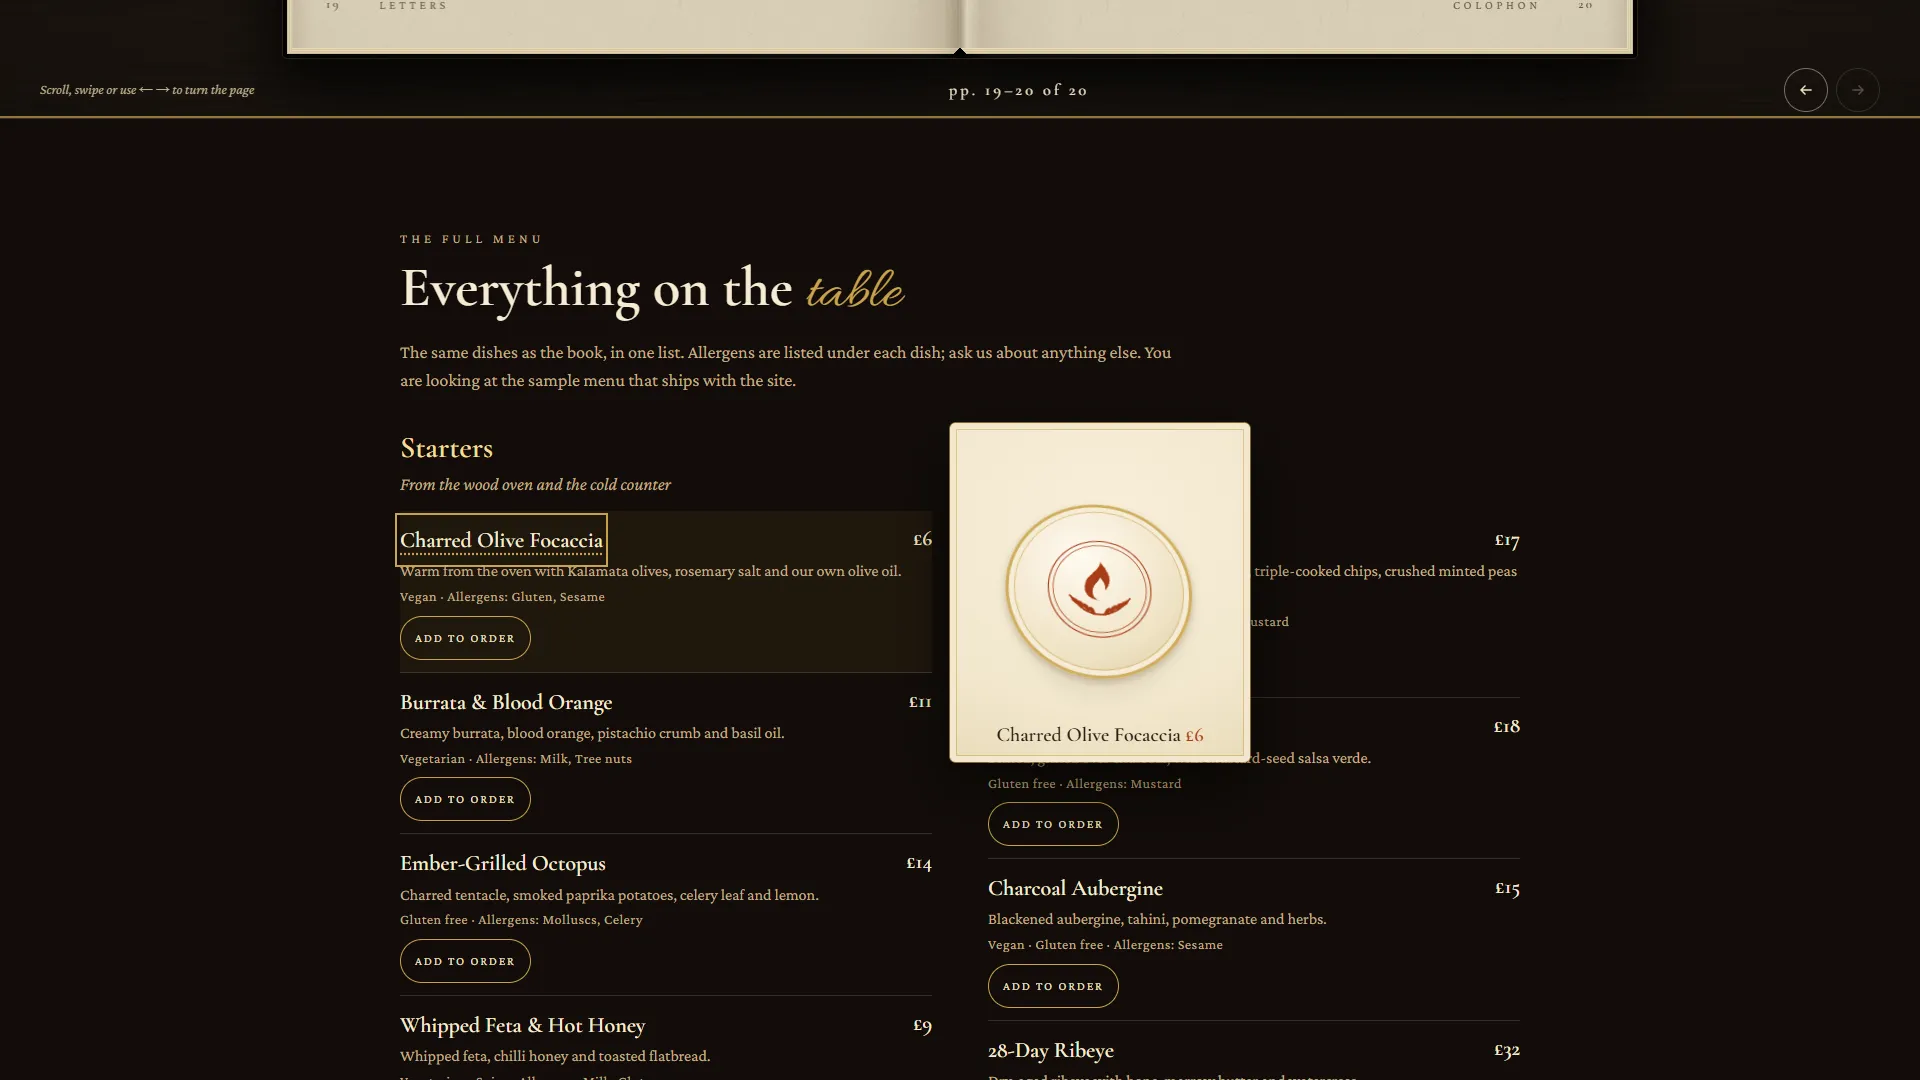 19 LETTERS
COLOPHON 20
Scroll, swipe or use ← → to turn the page
pp. 19–20 of 20
THE FULL MENU
Everything on the table
The same dishes as the book, in one list. Allergens are listed under each dish; ask us about anything else. You
are looking at the sample menu that ships with the site.
Starters
From the wood oven and the cold counter
Charred Olive Focaccia £6
Warm from the oven with Kalamata olives, rosemary salt and our own olive oil.
Vegan · Allergens: Gluten, Sesame
ADD TO ORDER
Burrata & Blood Orange £11
Creamy burrata, blood orange, pistachio crumb and basil oil.
Vegetarian · Allergens: Milk, Tree nuts
ADD TO ORDER
Ember-Grilled Octopus £14
Charred tentacle, smoked paprika potatoes, celery leaf and lemon.
Gluten free · Allergens: Molluscs, Celery
ADD TO ORDER
Whipped Feta & Hot Honey £9
Whipped feta, chilli honey and toasted flatbread.
Charred Olive Focaccia £6
£17
triple-cooked chips, crushed minted peas
£18
salsa verde.
Gluten free · Allergens: Mustard
ADD TO ORDER
Charcoal Aubergine £15
Blackened aubergine, tahini, pomegranate and herbs.
Vegan · Gluten free · Allergens: Sesame
ADD TO ORDER
28-Day Ribeye £32